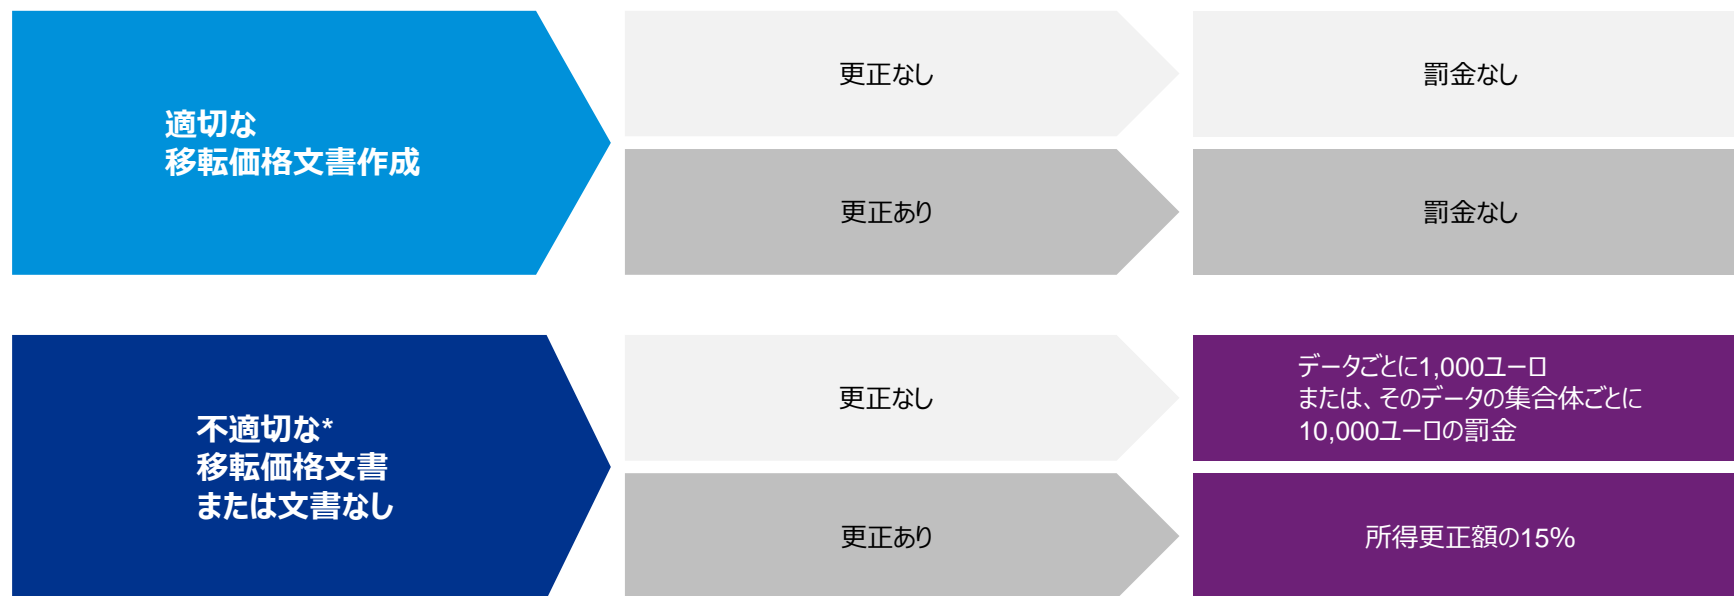 適切な
移転価格文書作成
更正なし
罰金なし
更正あり
罰金なし
不適切な*
移転価格文書
または文書なし
更正なし
データごとに1,000ユーロ
または、そのデータの集合体ごとに
10,000ユーロの罰金
更正あり
所得更正額の15%